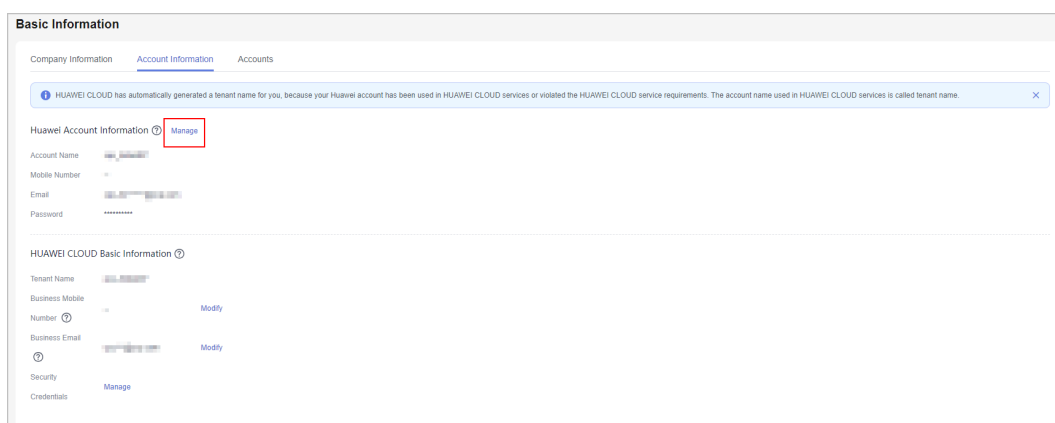 Basic Information
Company Information Account Information Accounts
HUAWEI CLOUD has automatically generated a tenant name for you, because your Huawei account has been used in HUAWEI CLOUD services or violated the HUAWEI CLOUD service requirements. The account name used in HUAWEI CLOUD services is called tenant name.
Huawei Account Information Manage
Account Name
Mobile Number
Email
Password **********
HUAWEI CLOUD Basic Information
Tenant Name
Business Mobile
Number
Modify
Business Email
Modify
Security
Credentials
Manage